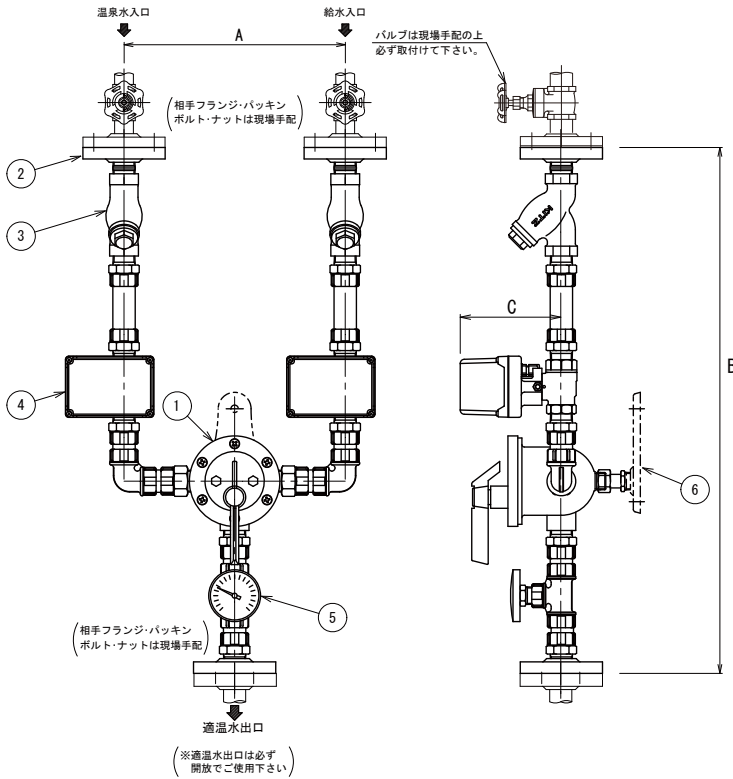 温泉水入口
給水入口
A
バルブは現場手配の上
必ず取付けて下さい。
相手フランジ･パッキン
ボルト･ナットは現場手配
2
3
KITZ
C
B
4
1
6
5
相手フランジ･パッキン
ボルト･ナットは現場手配
適温水出口
※適温水出口は必ず
開放でご使用下さい